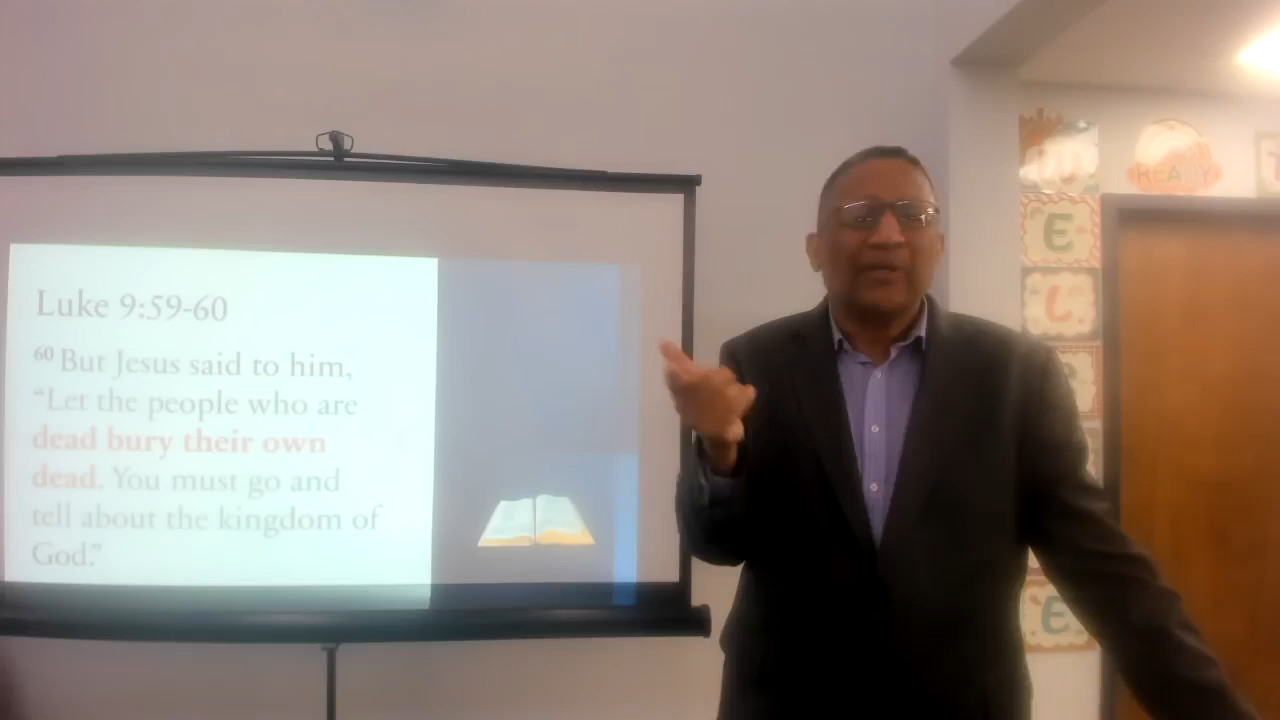 Luke 9:59-60
60 But Jesus said to him,
“Let the people who are
dead bury their own
dead. You must go and
tell about the kingdom of
God.”
W
E
L
E
READY